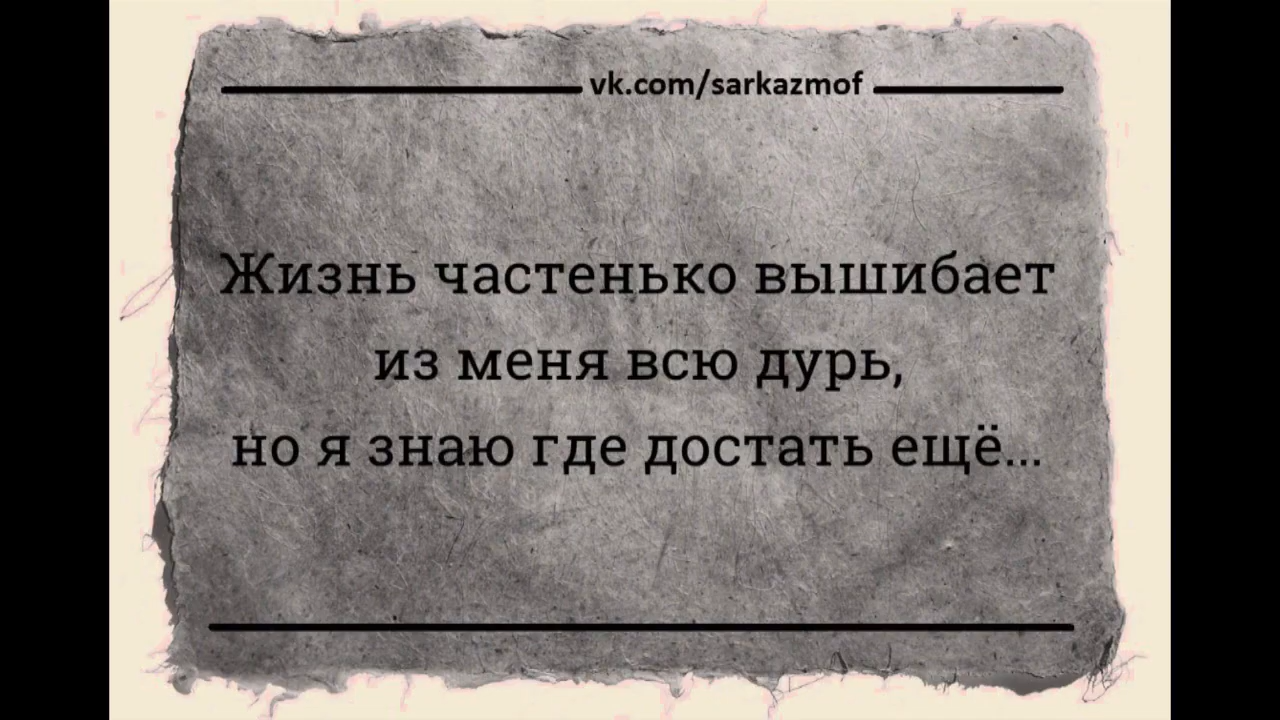 vk.com/sarkazmof
Жизнь частенько вышибает
из меня всю дурь,
но я знаю где достать ещё...